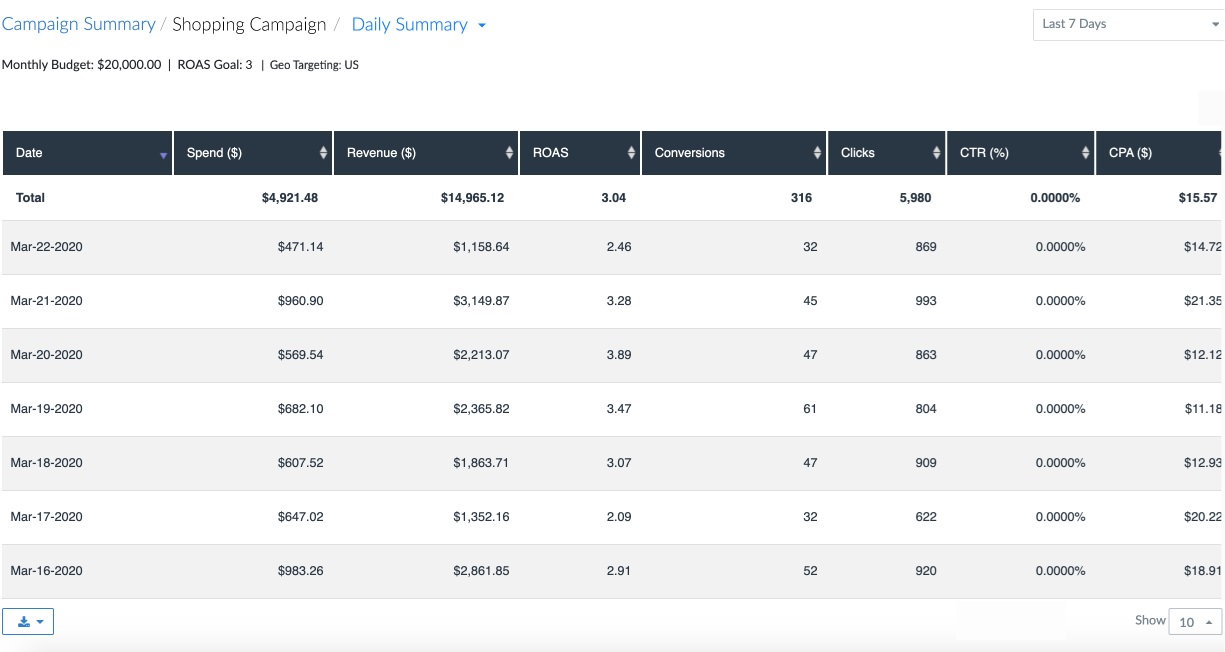 Campaign Summary / Shopping Campaign / Daily Summary
Last 7 Days
Monthly Budget: $20,000.00 | ROAS Goal: 3 | Geo Targeting: US
Date Spend ($) Revenue ($) ROAS Conversions Clicks CTR (%) CPA ($)
Total $4,921.48 $14,965.12 3.04 316 5,980 0.0000% $15.57
Mar-22-2020 $471.14 $1,158.64 2.46 32 869 0.0000% $14.72
Mar-21-2020 $960.90 $3,149.87 3.28 45 993 0.0000% $21.35
Mar-20-2020 $569.54 $2,213.07 3.89 47 863 0.0000% $12.12
Mar-19-2020 $682.10 $2,365.82 3.47 61 804 0.0000% $11.18
Mar-18-2020 $607.52 $1,863.71 3.07 47 909 0.0000% $12.93
Mar-17-2020 $647.02 $1,352.16 2.09 32 622 0.0000% $20.22
Mar-16-2020 $983.26 $2,861.85 2.91 52 920 0.0000% $18.91
Show 10